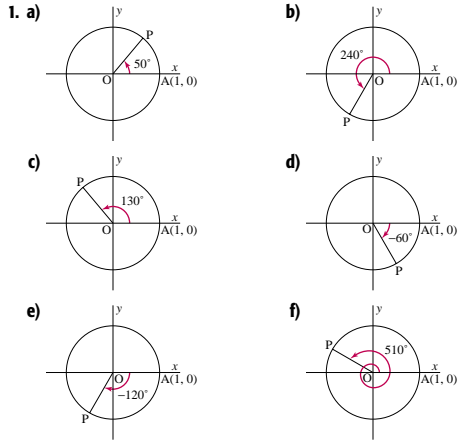 1. a) y
P
50°
x
O A(1, 0)
b) y
240°
x
O A(1, 0)
P
c) y
P
130°
x
O A(1, 0)
d) y
x
O A(1, 0)
−60°
P
e) y
x
O A(1, 0)
−120°
P
f) y
P
510°
x
O A(1, 0)